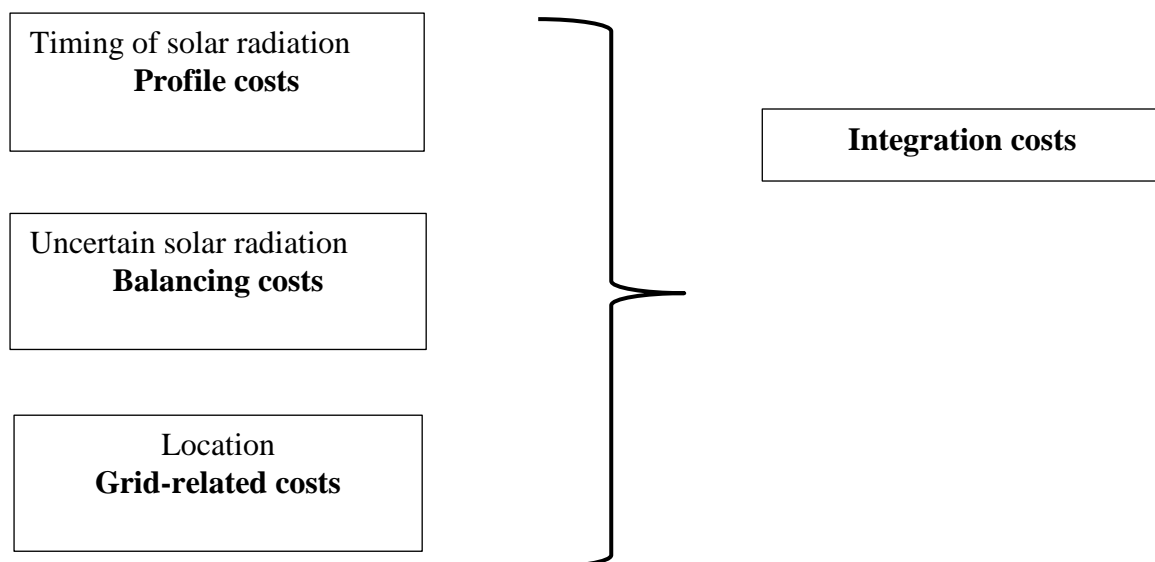 Timing of solar radiation
Profile costs
Integration costs
Uncertain solar radiation
Balancing costs
Location
Grid-related costs